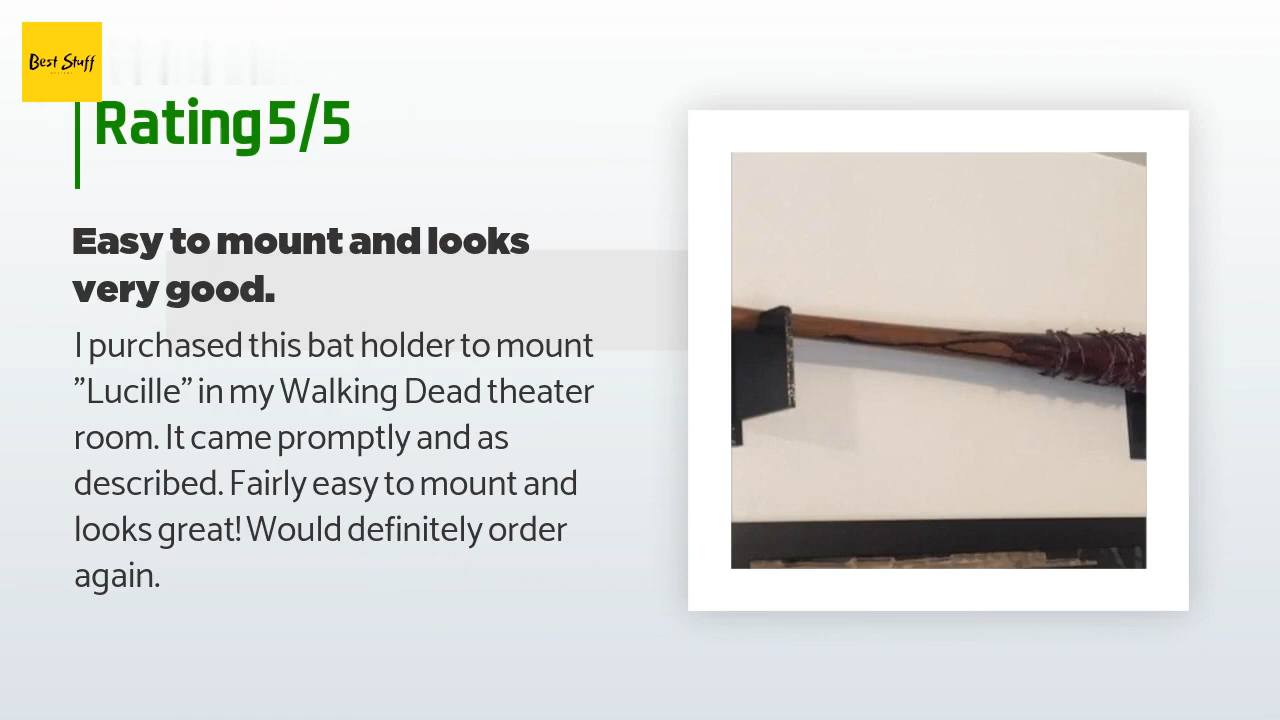 Best Stuff
Rating 5/5
Easy to mount and looks
very good.
I purchased this bat holder to mount
”Lucille” in my Walking Dead theater
room. It came promptly and as
described. Fairly easy to mount and
looks great! Would definitely order
again.